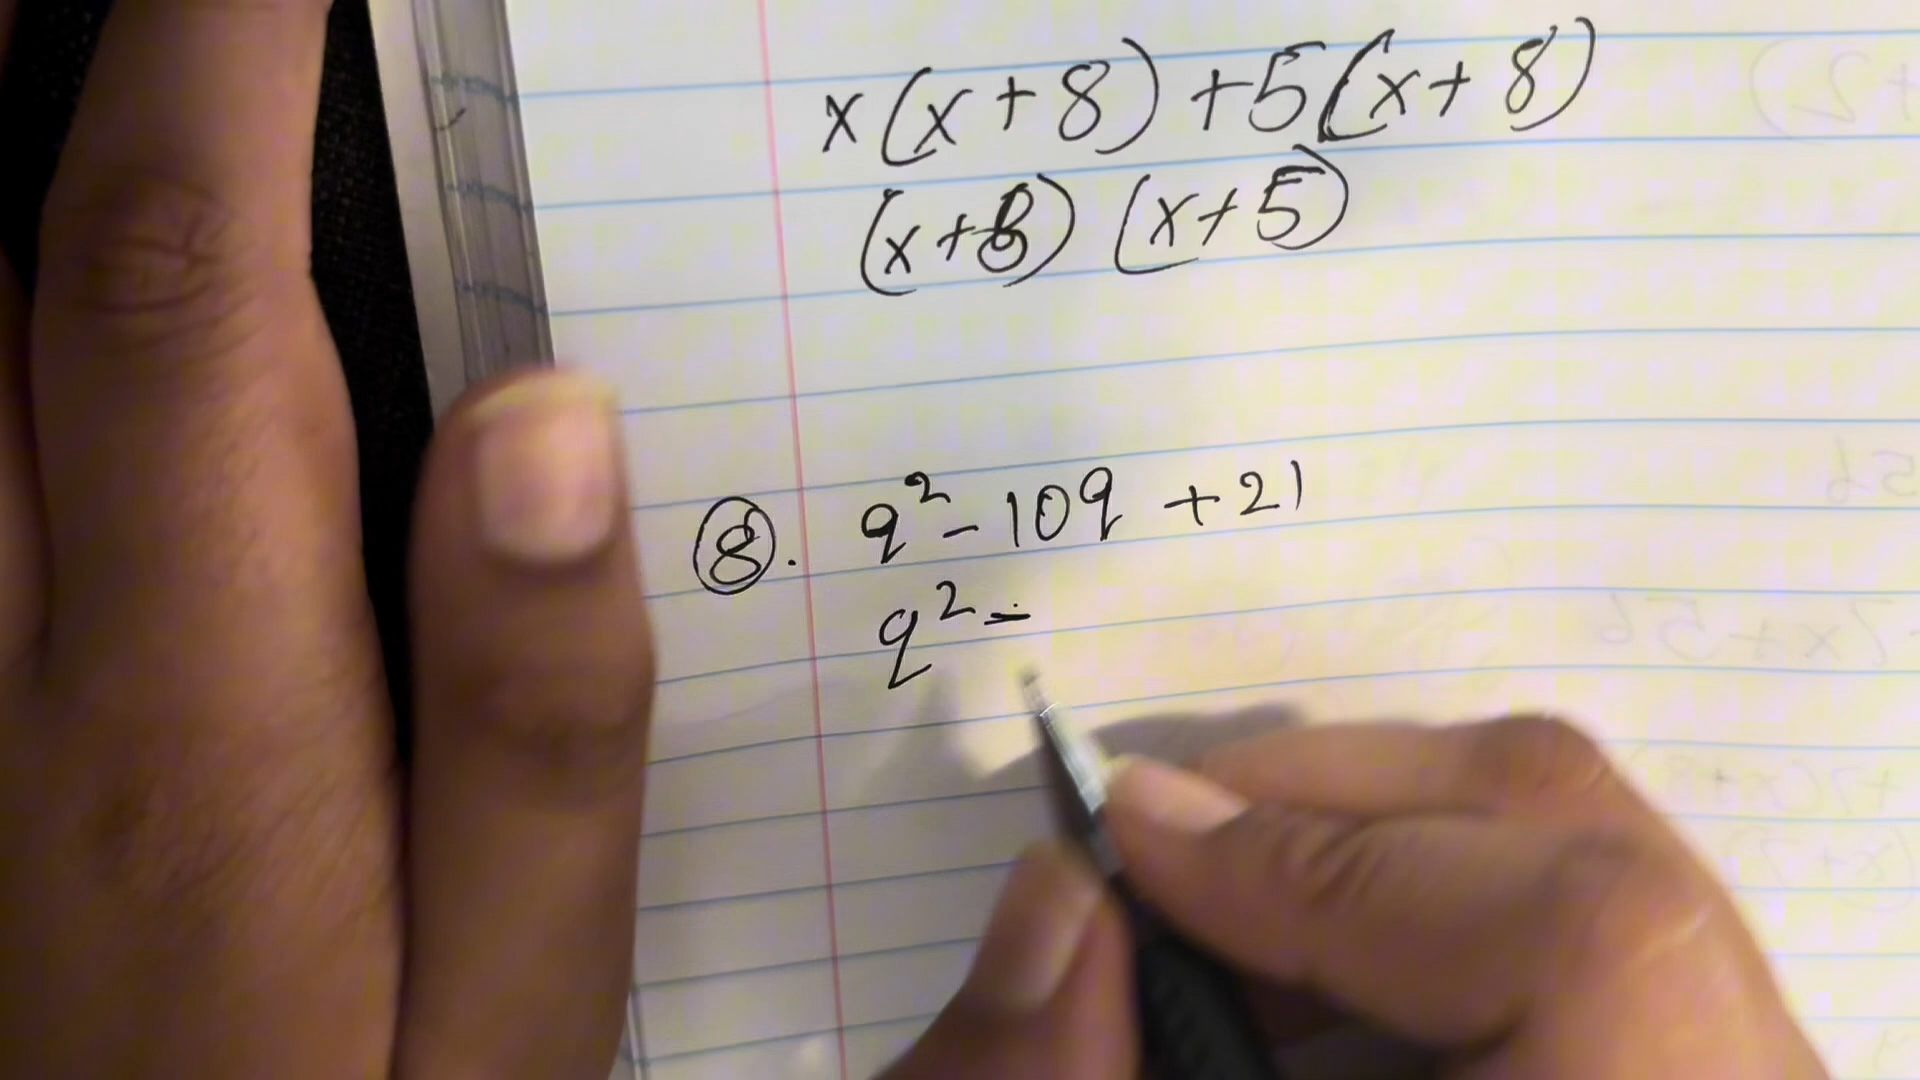 x(x+8)+5(x+8)
(x+8)(x+5)
8. q²-10q+21
q²-